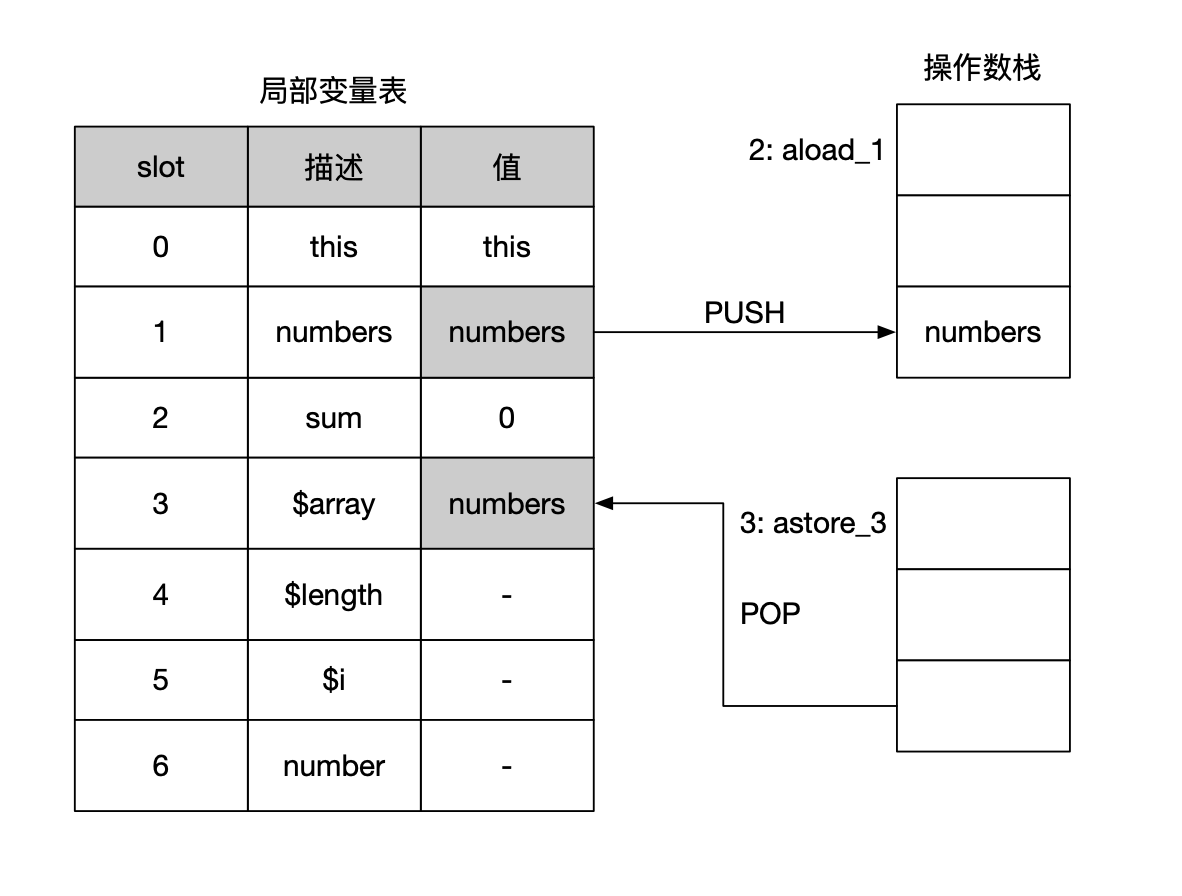 局部变量表
slot 描述 值
0 this this
1 numbers numbers
2 sum 0
3 $array numbers
4 $length -
5 $i -
6 number -
操作数栈
2: aload_1
PUSH
numbers
3: astore_3
POP